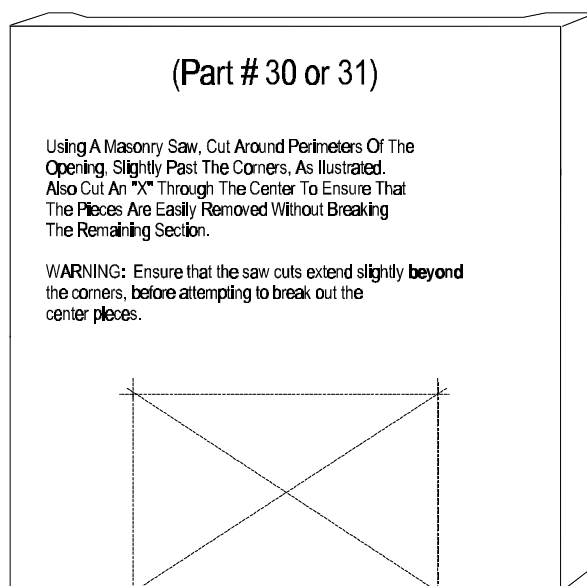 (Part # 30 or 31)
Using A Masonry Saw, Cut Around Perimeters Of The
Opening, Slightly Past The Corners, As Ilustrated.
Also Cut An "X" Through The Center To Ensure That
The Pieces Are Easily Removed Without Breaking
The Remaining Section.
WARNING: Ensure that the saw cuts extend slightly beyond
the corners, before attempting to break out the
center pieces.